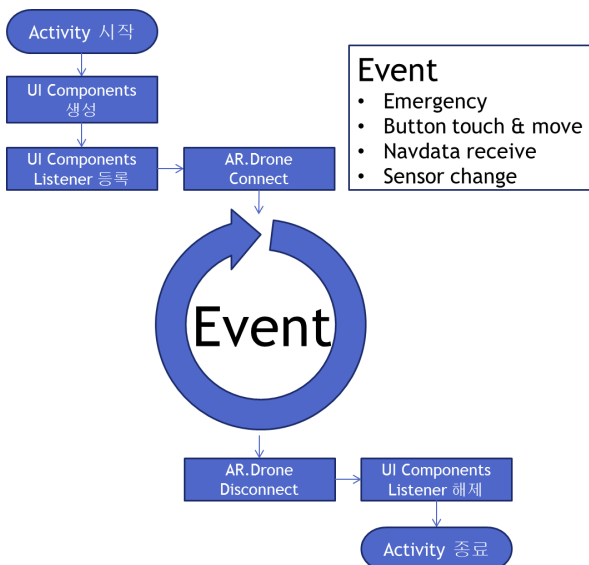 Activity 시작
UI Components
생성
UI Components
Listener 등록
AR.Drone
Connect
Event
• Emergency
• Button touch & move
• Navdata receive
• Sensor change
Event
AR.Drone
Disconnect
UI Components
Listener 해제
Activity 종료